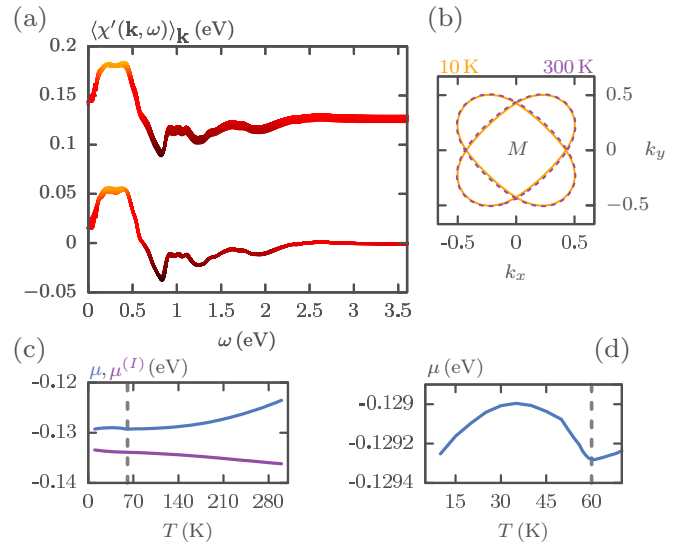 (a)
⟨χ′(k, ω)⟩k (eV)
0.2
0.15
0.1
0.05
0
−0.05
0 0.5 1 1.5 2 2.5 3 3.5
ω (eV)
(b)
10 K 300 K
M
0.5
0
−0.5
ky
-0.5 0 0.5
kx
(c)
μ, μ(I) (eV)
-0.12
-0.13
-0.14
0 70 140 210 280
T (K)
(d)
μ (eV)
-0.129
-0.1292
-0.1294
15 30 45 60
T (K)